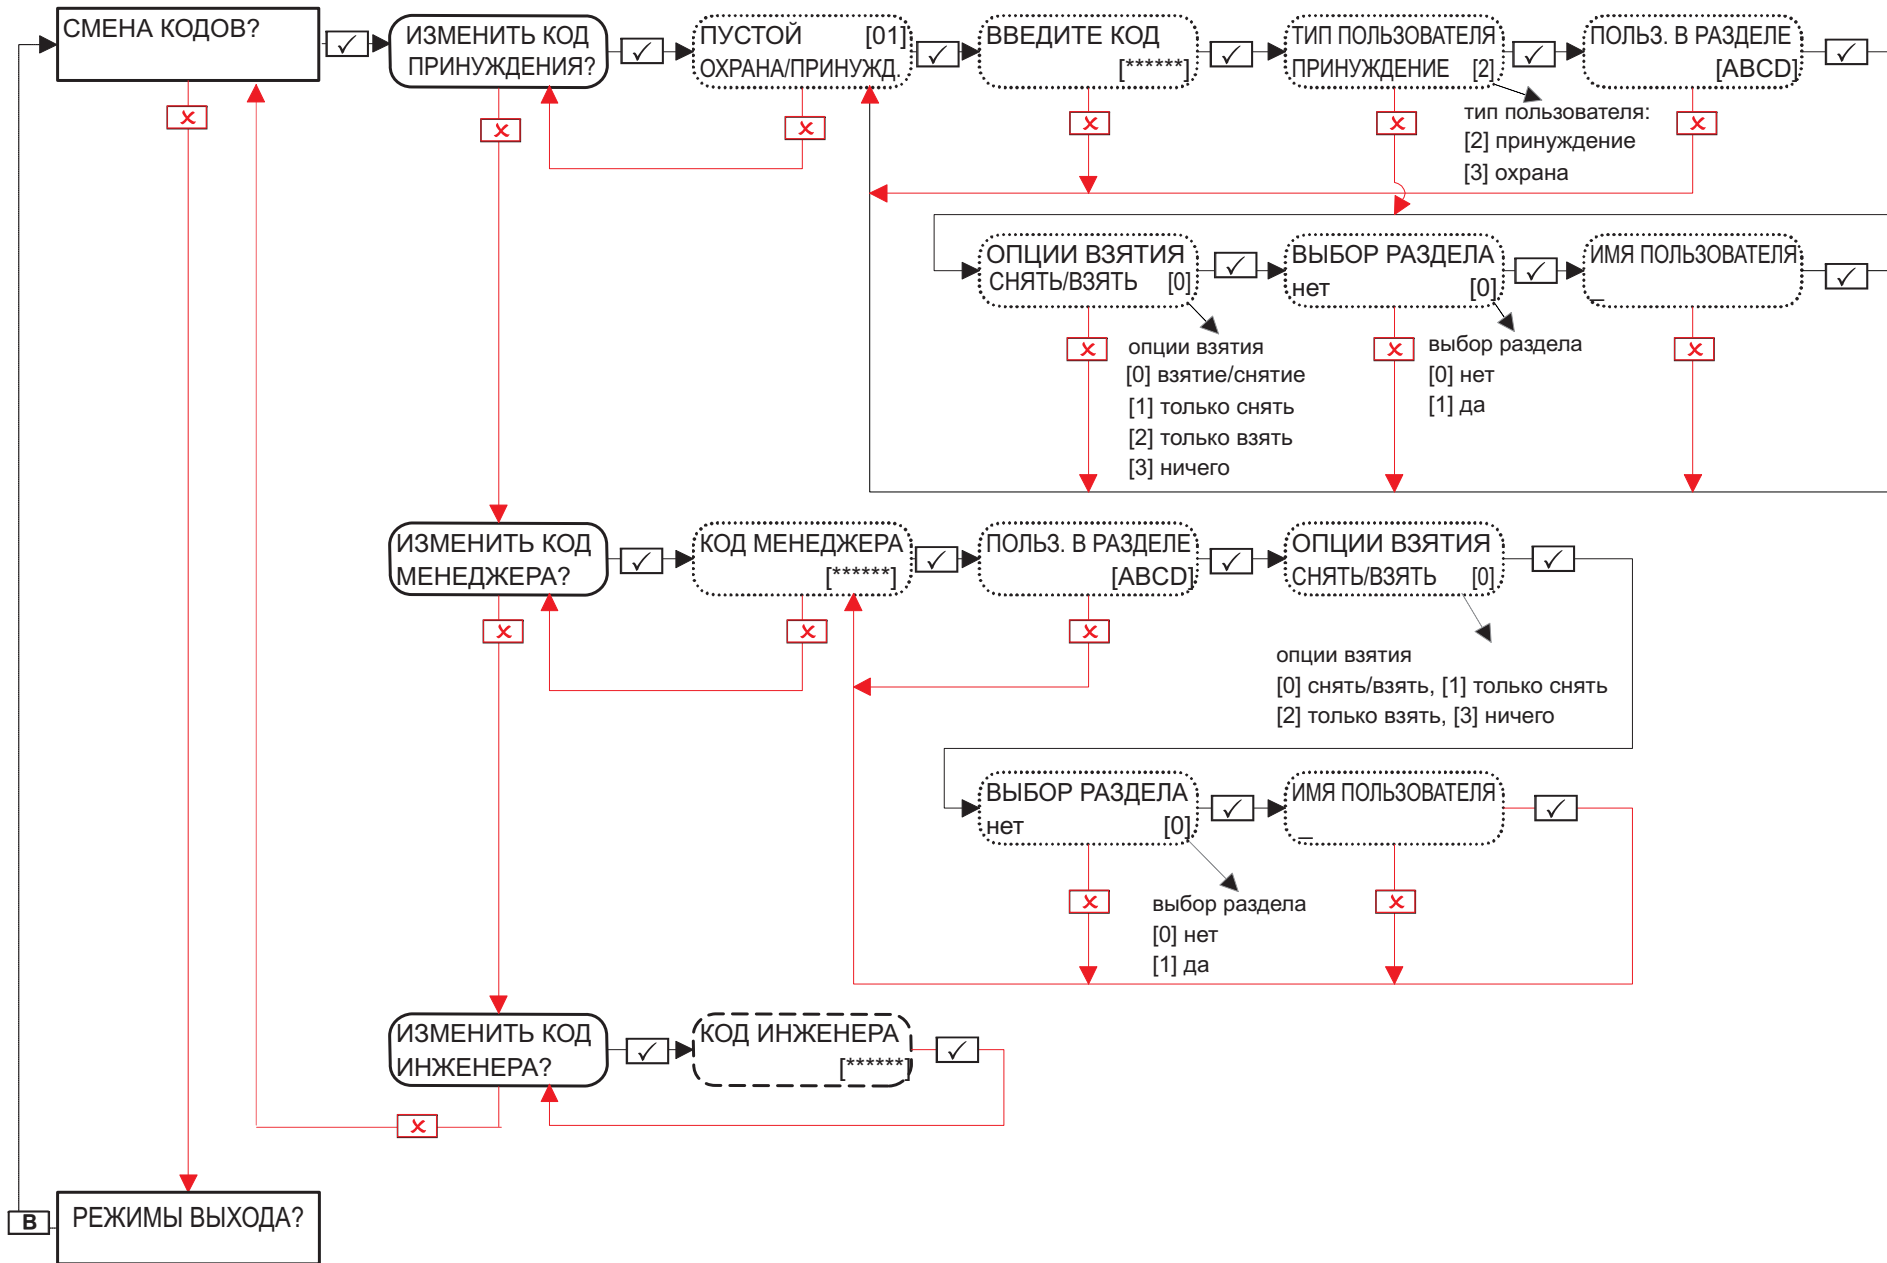 СМЕНА КОДОВ?
ИЗМЕНИТЬ КОД
ПРИНУЖДЕНИЯ?
ПУСТОЙ [01]
ОХРАНА/ПРИНУЖД.
ВВЕДИТЕ КОД
[******]
ТИП ПОЛЬЗОВАТЕЛЯ
ПРИНУЖДЕНИЕ [2]
ПОЛЬЗ. В РАЗДЕЛЕ
[ABCD]
тип пользователя:
[2] принуждение
[3] охрана
ОПЦИИ ВЗЯТИЯ
СНЯТЬ/ВЗЯТЬ [0]
ВЫБОР РАЗДЕЛА
нет [0]
ИМЯ ПОЛЬЗОВАТЕЛЯ
_
опции взятия
[0] взятие/снятие
[1] только снять
[2] только взять
[3] ничего
выбор раздела
[0] нет
[1] да
ИЗМЕНИТЬ КОД
МЕНЕДЖЕРА?
КОД МЕНЕДЖЕРА
[******]
ПОЛЬЗ. В РАЗДЕЛЕ
[ABCD]
ОПЦИИ ВЗЯТИЯ
СНЯТЬ/ВЗЯТЬ [0]
опции взятия
[0] снять/взять, [1] только снять
[2] только взять, [3] ничего
ВЫБОР РАЗДЕЛА
нет [0]
ИМЯ ПОЛЬЗОВАТЕЛЯ
_
выбор раздела
[0] нет
[1] да
ИЗМЕНИТЬ КОД
ИНЖЕНЕРА?
КОД ИНЖЕНЕРА
[******]
B
РЕЖИМЫ ВЫХОДА?